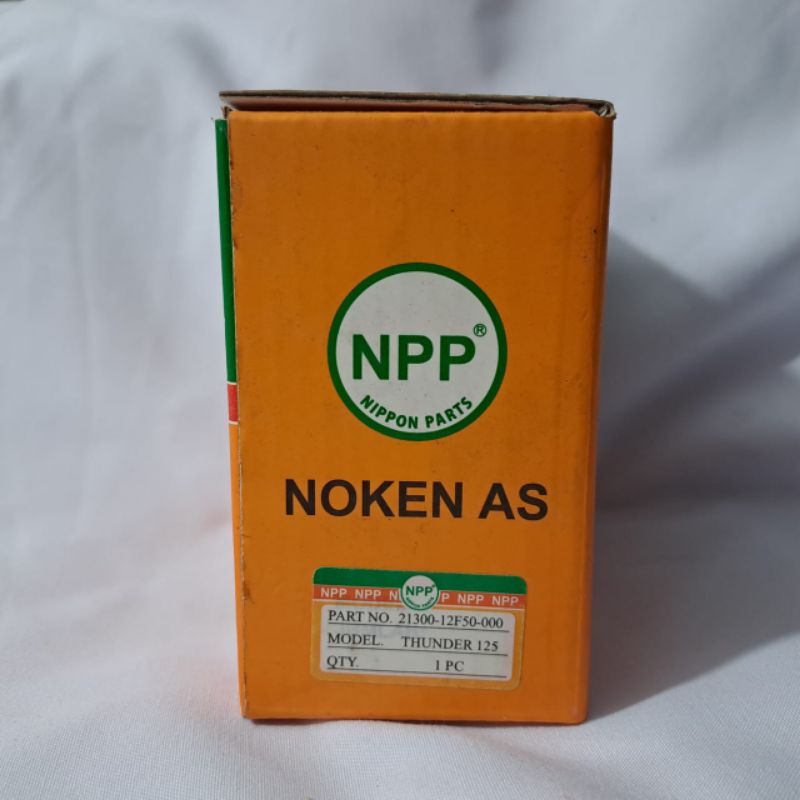 NPP®
NIPPON PARTS
NOKEN AS
NPP NPP NPP NPP NPP
NPP
PART NO. 21300-12F50-000
MODEL. THUNDER 125
QTY. 1 PC